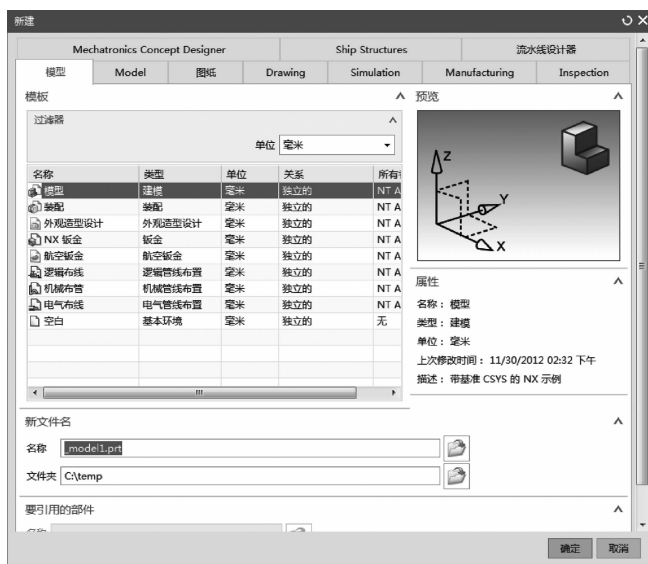 新建
Mechatronics Concept Designer Ship Structures 流水线设计器
模型 Model 图纸 Drawing Simulation Manufacturing Inspection
模板
过滤器
单位 毫米
名称 类型 单位 关系 所有
模型 建模 毫米 独立的 NT A
装配 装配 毫米 独立的 NT A
外观造型设计 外观造型设计 毫米 独立的 NT A
NX 钣金 钣金 毫米 独立的 NT A
航空钣金 航空钣金 毫米 独立的 NT A
逻辑布线 逻辑管线布置 毫米 独立的 NT A
机械布管 机械管线布置 毫米 独立的 NT A
电气布线 电气管线布置 毫米 独立的 NT A
空白 基本环境 毫米 独立的 无
预览
Z
Y
X
属性
名称：模型
类型：建模
单位：毫米
上次修改时间：11/30/2012 02:32 下午
描述：带基准 CSYS 的 NX 示例
新文件名
名称 _model1.prt
文件夹 C:\temp
要引用的部件
确定 取消